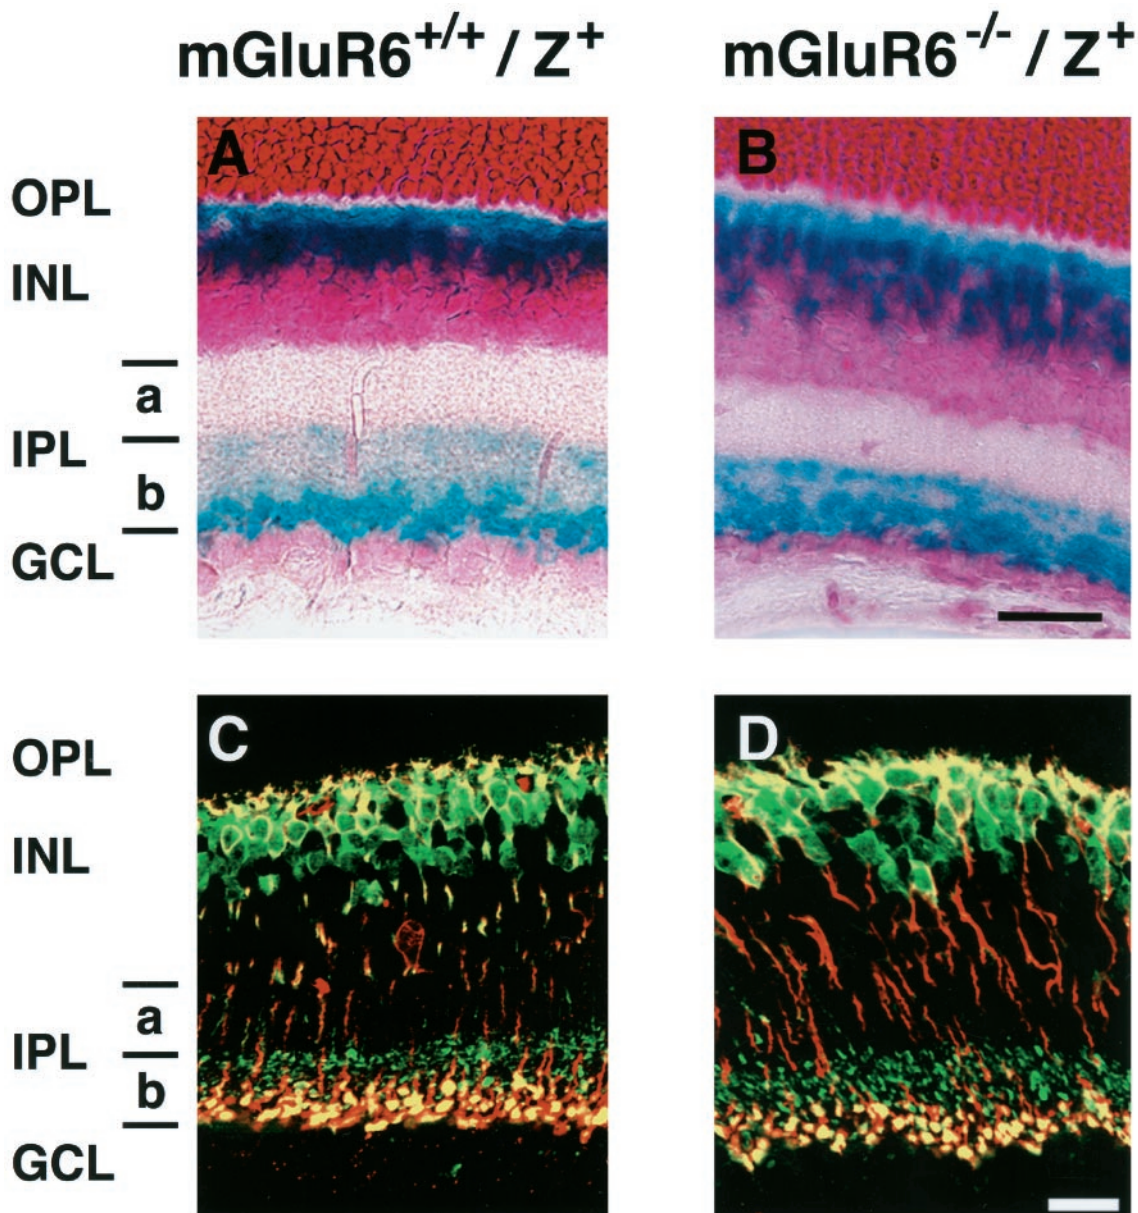 mGluR6+/+ / Z+
mGluR6-/- / Z+
A
B
OPL
INL
a
IPL
b
GCL
C
D
OPL
INL
a
IPL
b
GCL